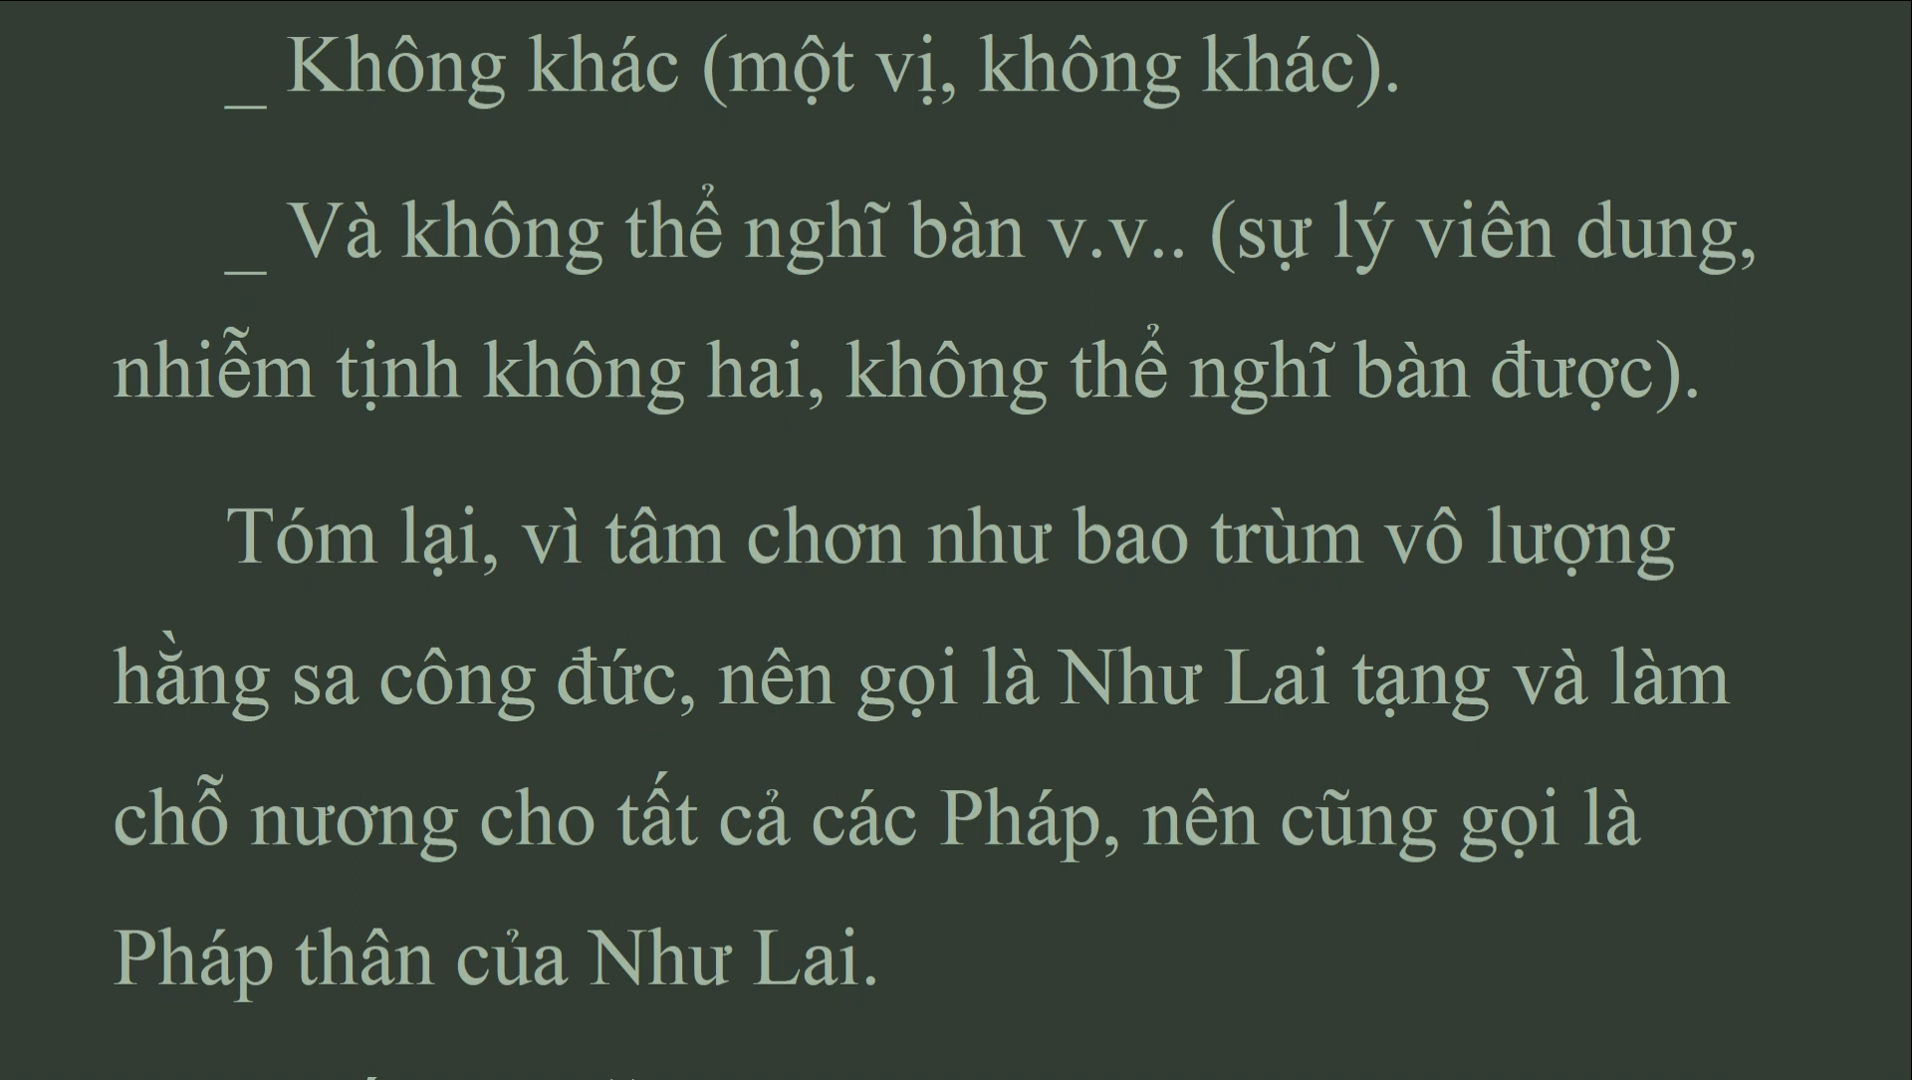 _ Không khác (một vị, không khác).
_ Và không thể nghĩ bàn v.v.. (sự lý viên dung,
nhiễm tịnh không hai, không thể nghĩ bàn được).
Tóm lại, vì tâm chơn như bao trùm vô lượng
hằng sa công đức, nên gọi là Như Lai tạng và làm
chỗ nương cho tất cả các Pháp, nên cũng gọi là
Pháp thân của Như Lai.